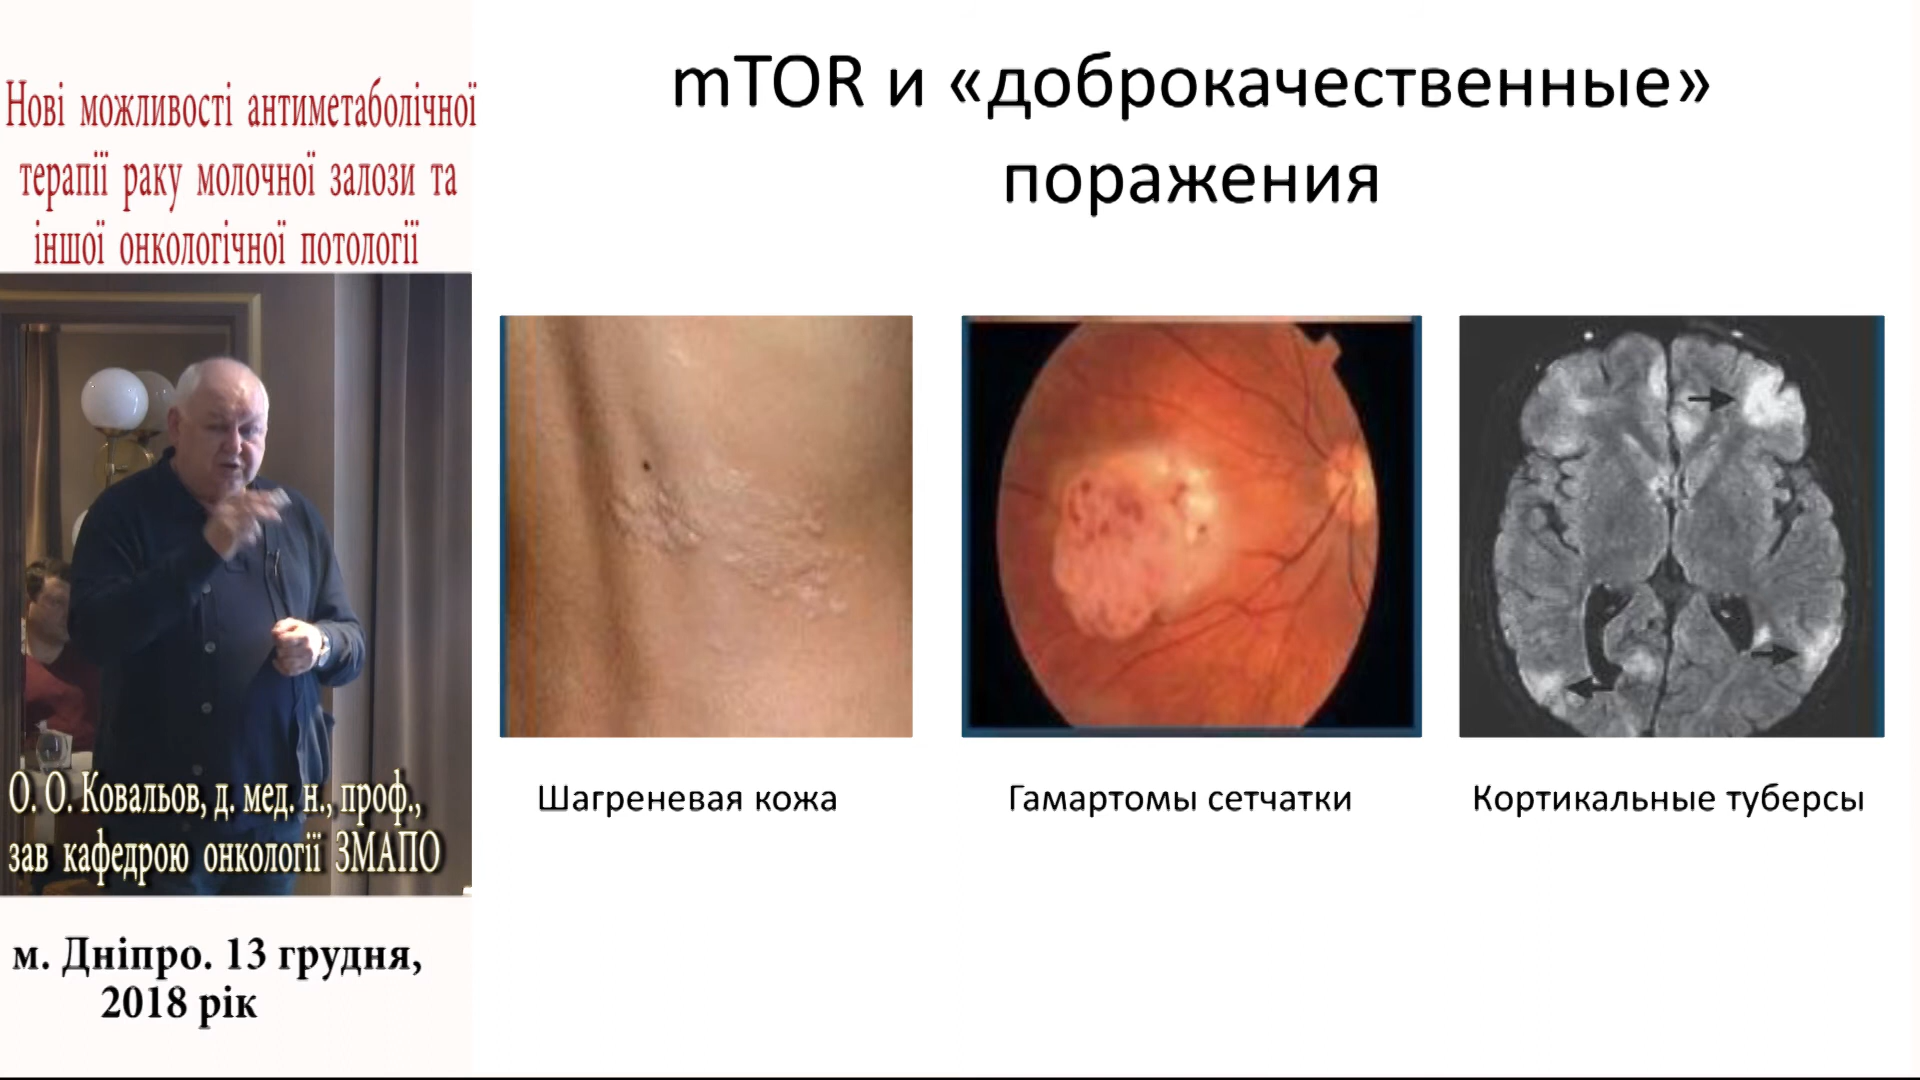 Нові можливості антиметаболічної
терапії раку молочної залози та
іншої онкологічної потології
О. О. Ковальов, д. мед. н., проф.,
зав кафедрою онкології ЗМАПО
м. Дніпро. 13 грудня,
2018 рік
mTOR и «доброкачественные»
поражения
Шагреневая кожа
Гамартомы сетчатки
Кортикальные туберсы